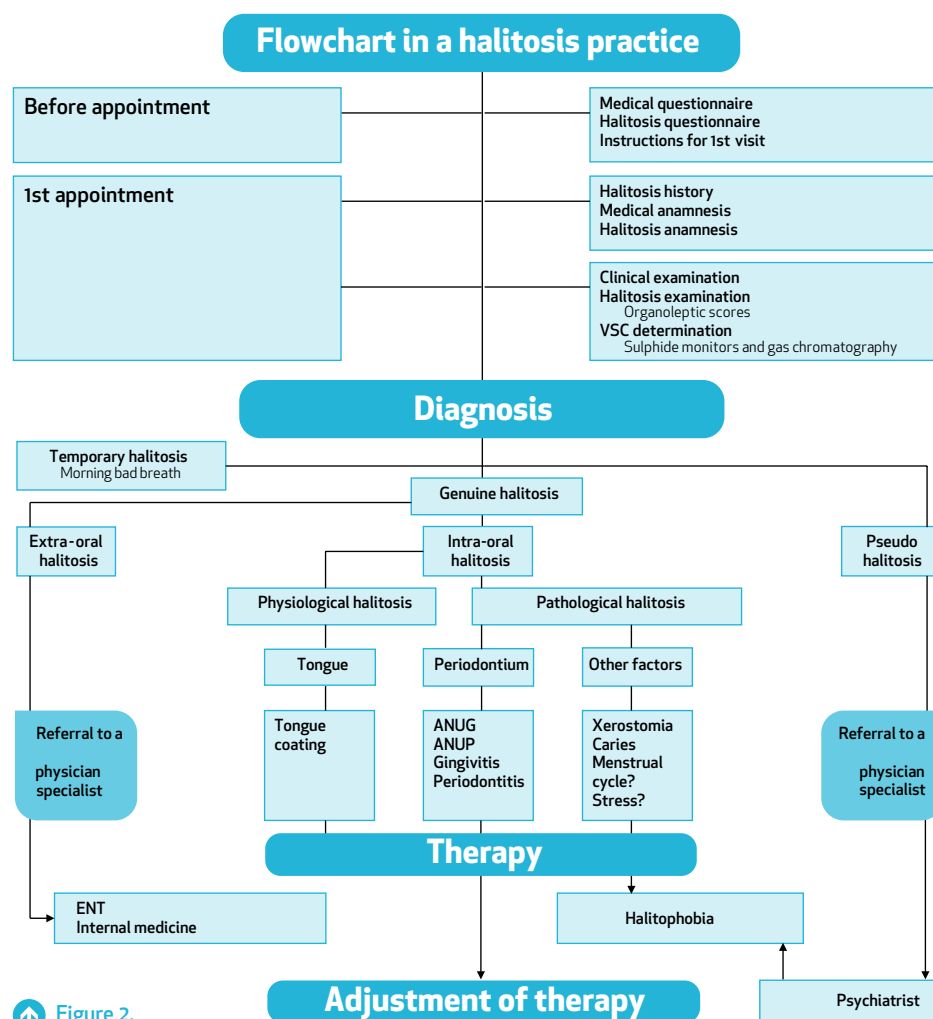 Flowchart in a halitosis practice
Before appointment
Medical questionnaire
Halitosis questionnaire
Instructions for 1st visit
1st appointment
Halitosis history
Medical anamnesis
Halitosis anamnesis
Clinical examination
Halitosis examination
Organoleptic scores
VSC determination
Sulphide monitors and gas chromatography
Diagnosis
Temporary halitosis
Morning bad breath
Genuine halitosis
Extra-oral
halitosis
Intra-oral
halitosis
Pseudo
halitosis
Physiological halitosis
Pathological halitosis
Tongue
Periodontium
Other factors
Referral to a
physician
specialist
Tongue
coating
ANUG
ANUP
Gingivitis
Periodontitis
Xerostomia
Caries
Menstrual
cycle?
Stress?
Referral to a
physician
specialist
Therapy
ENT
Internal medicine
Halitophobia
Adjustment of therapy
Psychiatrist
Figure 2.